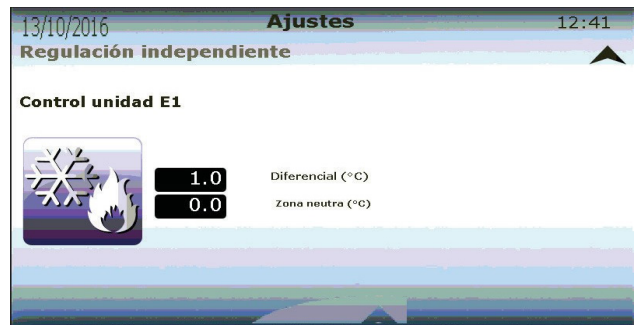 13/10/2016 Ajustes 12:41
Regulación independiente
Control unidad E1
1.0 Diferencial (°C)
0.0 Zona neutra (°C)